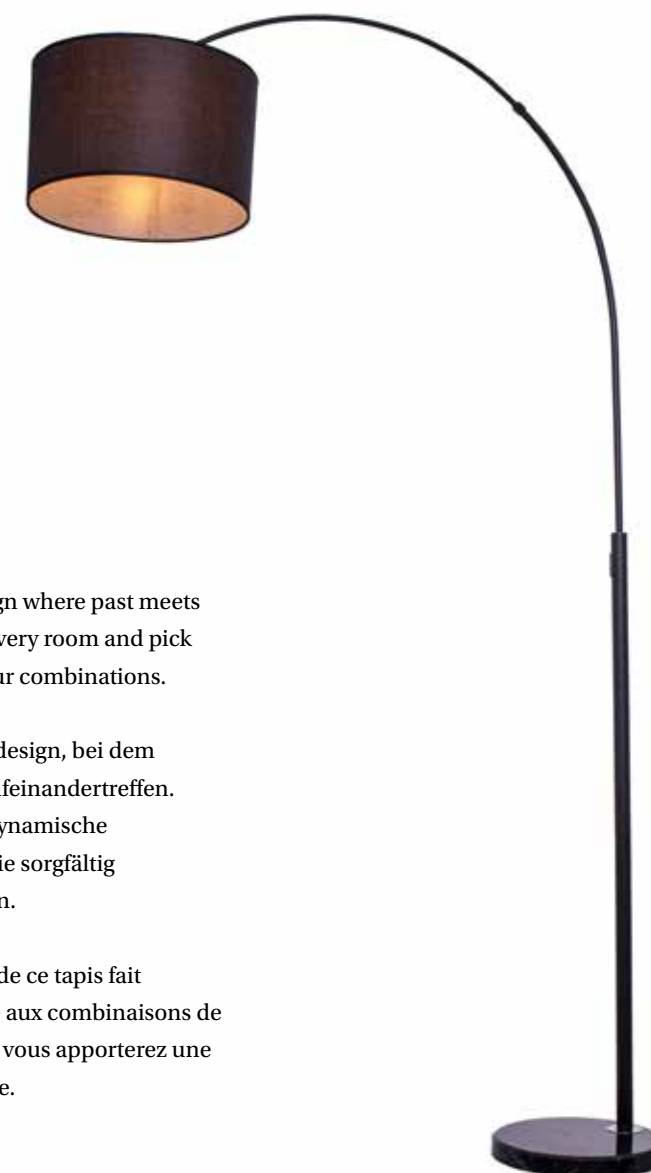 gn where past meets
very room and pick
ur combinations.
design, bei dem
feinandertreffen.
ynamische
ie sorgfältig
n.
de ce tapis fait
aux combinaisons de
vous apporterez une
e.